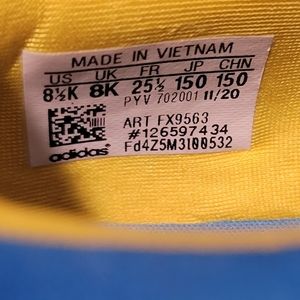 MADE IN VIETNAM
US UK FR JP CHN
8½K 8K 25½ 150 150
PYV 702001 11/20
ART FX9563
#126597434
Fd4Z5M3I00532
adidas